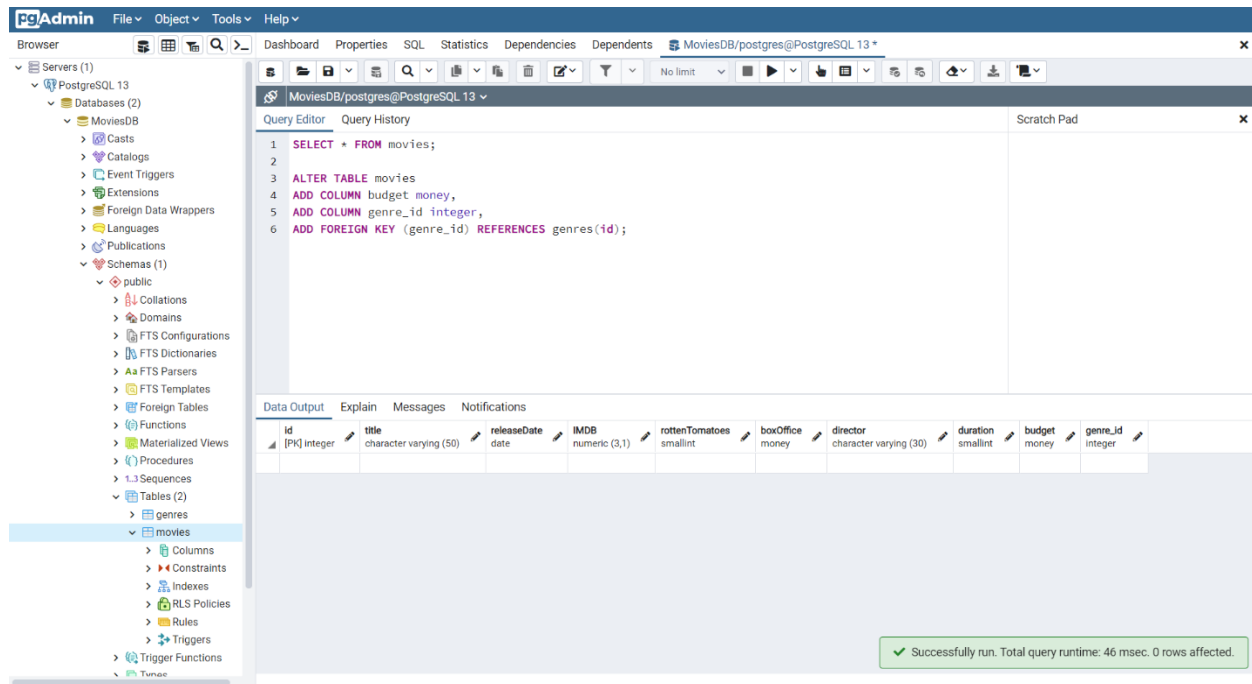 pgAdmin File Object Tools Help
Browser
Dashboard Properties SQL Statistics Dependencies Dependents MoviesDB/postgres@PostgreSQL 13 *
Servers (1)
PostgreSQL 13
Databases (2)
MoviesDB
Casts
Catalogs
Event Triggers
Extensions
Foreign Data Wrappers
Languages
Publications
Schemas (1)
public
Collations
Domains
FTS Configurations
FTS Dictionaries
Aa FTS Parsers
FTS Templates
Foreign Tables
Functions
Materialized Views
Procedures
1..3 Sequences
Tables (2)
genres
movies
Columns
Constraints
Indexes
RLS Policies
Rules
Triggers
Trigger Functions
Types
No limit
MoviesDB/postgres@PostgreSQL 13
Query Editor Query History
Scratch Pad
1 SELECT * FROM movies;
2
3 ALTER TABLE movies
4 ADD COLUMN budget money,
5 ADD COLUMN genre_id integer,
6 ADD FOREIGN KEY (genre_id) REFERENCES genres(id);
Data Output Explain Messages Notifications
id title releaseDate IMDB rottenTomatoes boxOffice director duration budget genre_id
[PK] integer character varying (50) date numeric (3,1) smallint money character varying (30) smallint money integer
Successfully run. Total query runtime: 46 msec. 0 rows affected.